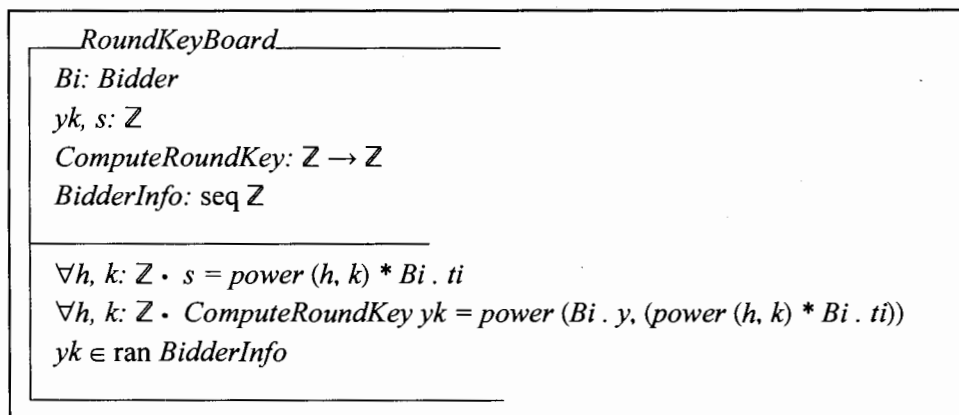 RoundKeyBoard
Bi: Bidder
yk, s: ℤ
ComputeRoundKey: ℤ → ℤ
BidderInfo: seq ℤ
∀h, k: ℤ • s = power (h, k) * Bi . ti
∀h, k: ℤ • ComputeRoundKey yk = power (Bi . y, (power (h, k) * Bi . ti))
yk ∈ ran BidderInfo